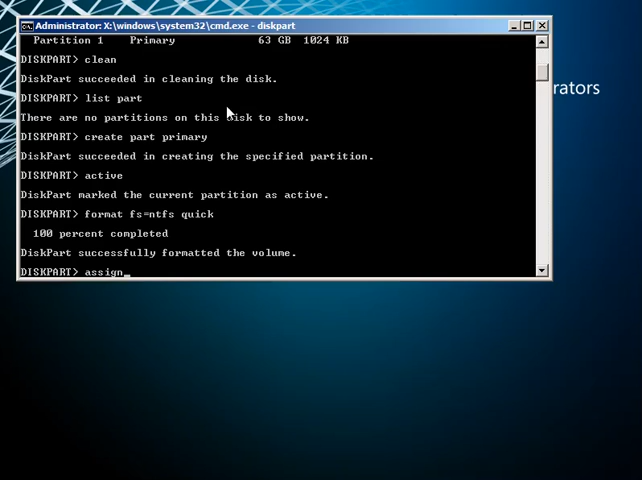 Administrator: X:\windows\system32\cmd.exe - diskpart
Partition 1    Primary    63 GB  1024 KB
DISKPART> clean
DiskPart succeeded in cleaning the disk.
DISKPART> list part
There are no partitions on this disk to show.
DISKPART> create part primary
DiskPart succeeded in creating the specified partition.
DISKPART> active
DiskPart marked the current partition as active.
DISKPART> format fs=ntfs quick
100 percent completed
DiskPart successfully formatted the volume.
DISKPART> assign_
rators